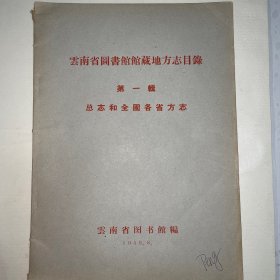 雲南省圖書館館藏地方志目錄
第一輯
总志和全國各省方志
雲南省图书館編